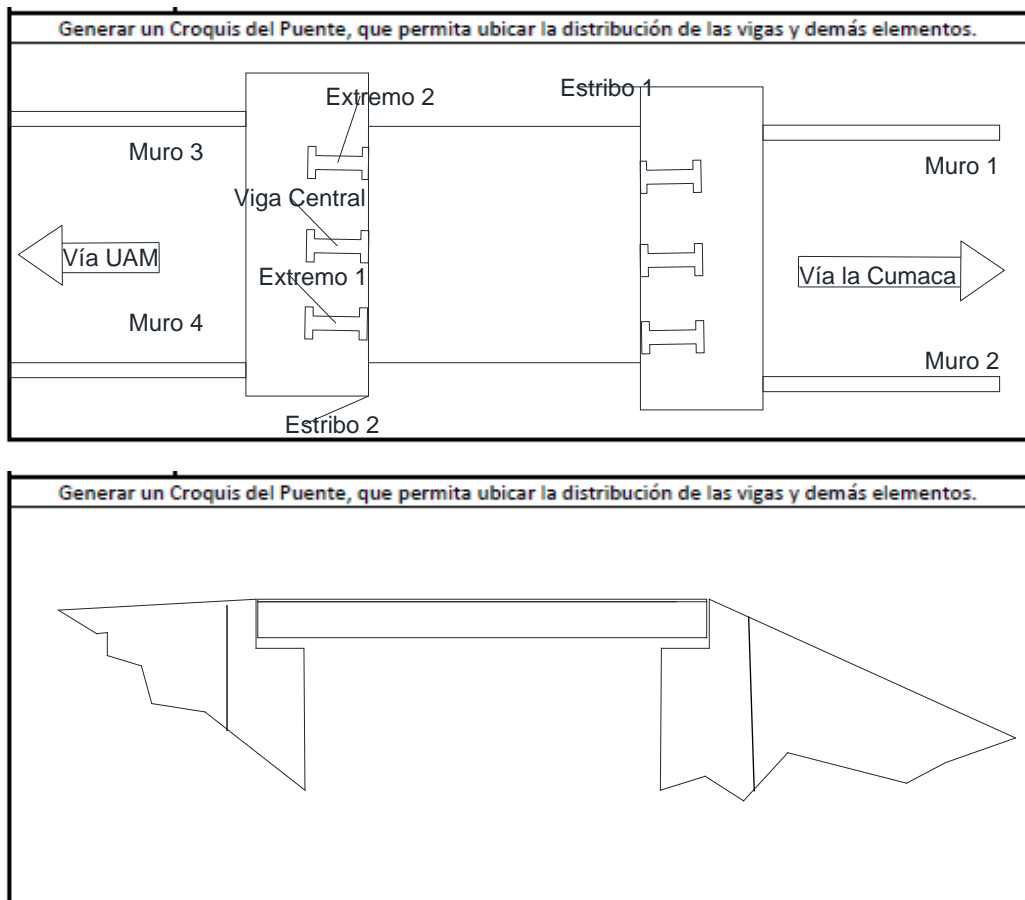 Generar un Croquis del Puente, que permita ubicar la distribución de las vigas y demás elementos.
Extremo 2
Estribo 1
Muro 3
Muro 1
Viga Central
Vía UAM
Extremo 1
Vía la Cumaca
Muro 4
Muro 2
Estribo 2
Generar un Croquis del Puente, que permita ubicar la distribución de las vigas y demás elementos.